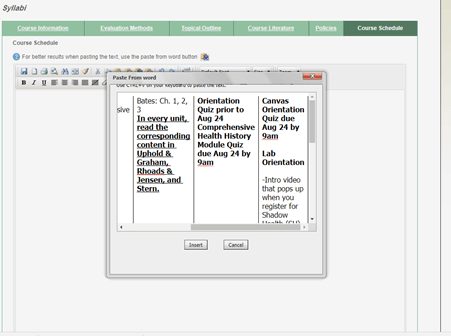 Syllabi
Course Information Evaluation Methods Topical Outline Course Literature Policies Course Schedule
Course Schedule
For better results when pasting the text, use the paste from word button
Paste From word
on your keyboard to paste the text.
sive
Bates: Ch. 1, 2,
3
In every unit,
read the
corresponding
content in
Uphold &
Graham,
Rhoads &
Jensen, and
Stern.
Orientation
Quiz prior to
Aug 24
Comprehensive
Health History
Module Quiz
due Aug 24 by
9am
Canvas
Orientation
Quiz due
Aug 24 by
9am
Lab
Orientation
-Intro video
that pops up
when you
register for
Shadow
Insert Cancel